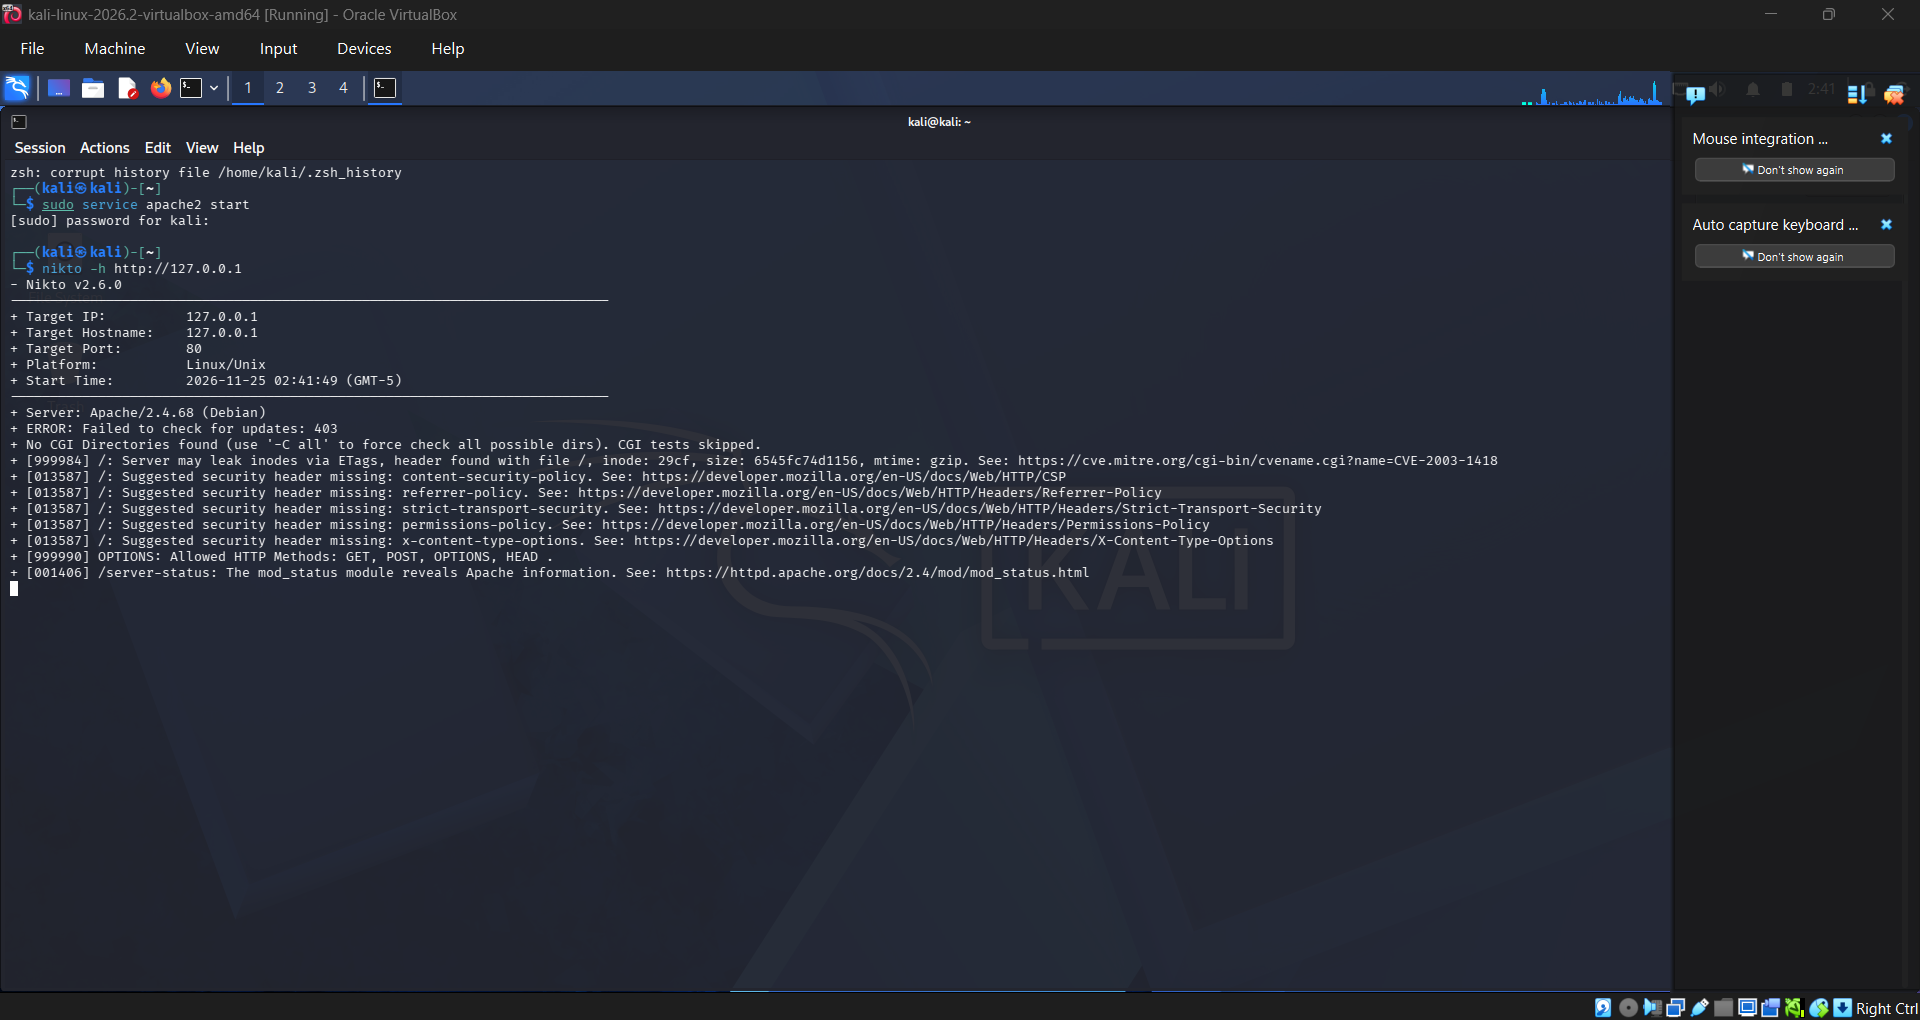 kali-linux-2026.2-virtualbox-amd64 [Running] - Oracle VirtualBox
File Machine View Input Devices Help
1 2 3 4
2:41
kali@kali: ~
Session Actions Edit View Help
zsh: corrupt history file /home/kali/.zsh_history
┌──(kali㉿kali)-[~]
└─$ sudo service apache2 start
[sudo] password for kali:
┌──(kali㉿kali)-[~]
└─$ nikto -h http://127.0.0.1
- Nikto v2.6.0
+ Target IP: 127.0.0.1
+ Target Hostname: 127.0.0.1
+ Target Port: 80
+ Platform: Linux/Unix
+ Start Time: 2026-11-25 02:41:49 (GMT-5)
+ Server: Apache/2.4.68 (Debian)
+ ERROR: Failed to check for updates: 403
+ No CGI Directories found (use '-C all' to force check all possible dirs). CGI tests skipped.
+ [999984] /: Server may leak inodes via ETags, header found with file /, inode: 29cf, size: 6545fc74d1156, mtime: gzip. See: https://cve.mitre.org/cgi-bin/cvename.cgi?name=CVE-2003-1418
+ [013587] /: Suggested security header missing: content-security-policy. See: https://developer.mozilla.org/en-US/docs/Web/HTTP/CSP
+ [013587] /: Suggested security header missing: referrer-policy. See: https://developer.mozilla.org/en-US/docs/Web/HTTP/Headers/Referrer-Policy
+ [013587] /: Suggested security header missing: strict-transport-security. See: https://developer.mozilla.org/en-US/docs/Web/HTTP/Headers/Strict-Transport-Security
+ [013587] /: Suggested security header missing: permissions-policy. See: https://developer.mozilla.org/en-US/docs/Web/HTTP/Headers/Permissions-Policy
+ [013587] /: Suggested security header missing: x-content-type-options. See: https://developer.mozilla.org/en-US/docs/Web/HTTP/Headers/X-Content-Type-Options
+ [999990] OPTIONS: Allowed HTTP Methods: GET, POST, OPTIONS, HEAD .
+ [001406] /server-status: The mod_status module reveals Apache information. See: https://httpd.apache.org/docs/2.4/mod/mod_status.html
KALI
Mouse integration ...
Don't show again
Auto capture keyboard ...
Don't show again
Right Ctrl